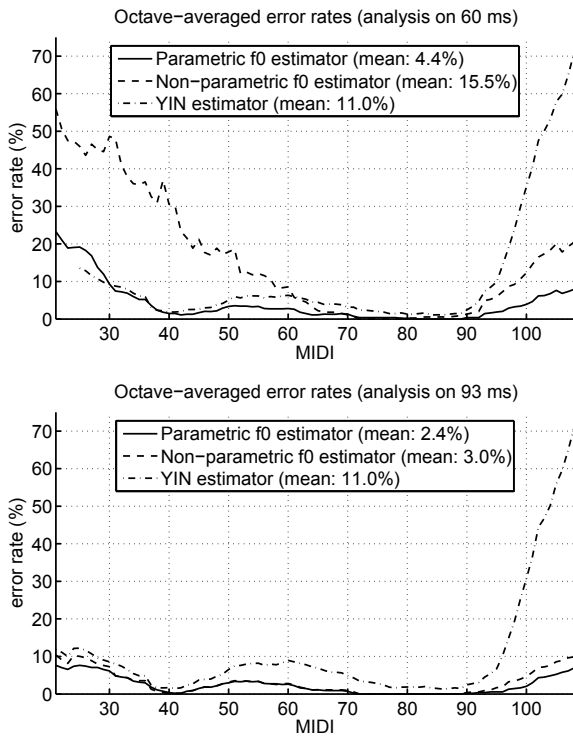 Octave−averaged error rates (analysis on 60 ms)
70
60
50
40
30
20
10
0
error rate (%)
Parametric f0 estimator (mean: 4.4%)
Non−parametric f0 estimator (mean: 15.5%)
YIN estimator (mean: 11.0%)
30 40 50 60 70 80 90 100
MIDI
Octave−averaged error rates (analysis on 93 ms)
70
60
50
40
30
20
10
0
error rate (%)
Parametric f0 estimator (mean: 2.4%)
Non−parametric f0 estimator (mean: 3.0%)
YIN estimator (mean: 11.0%)
30 40 50 60 70 80 90 100
MIDI